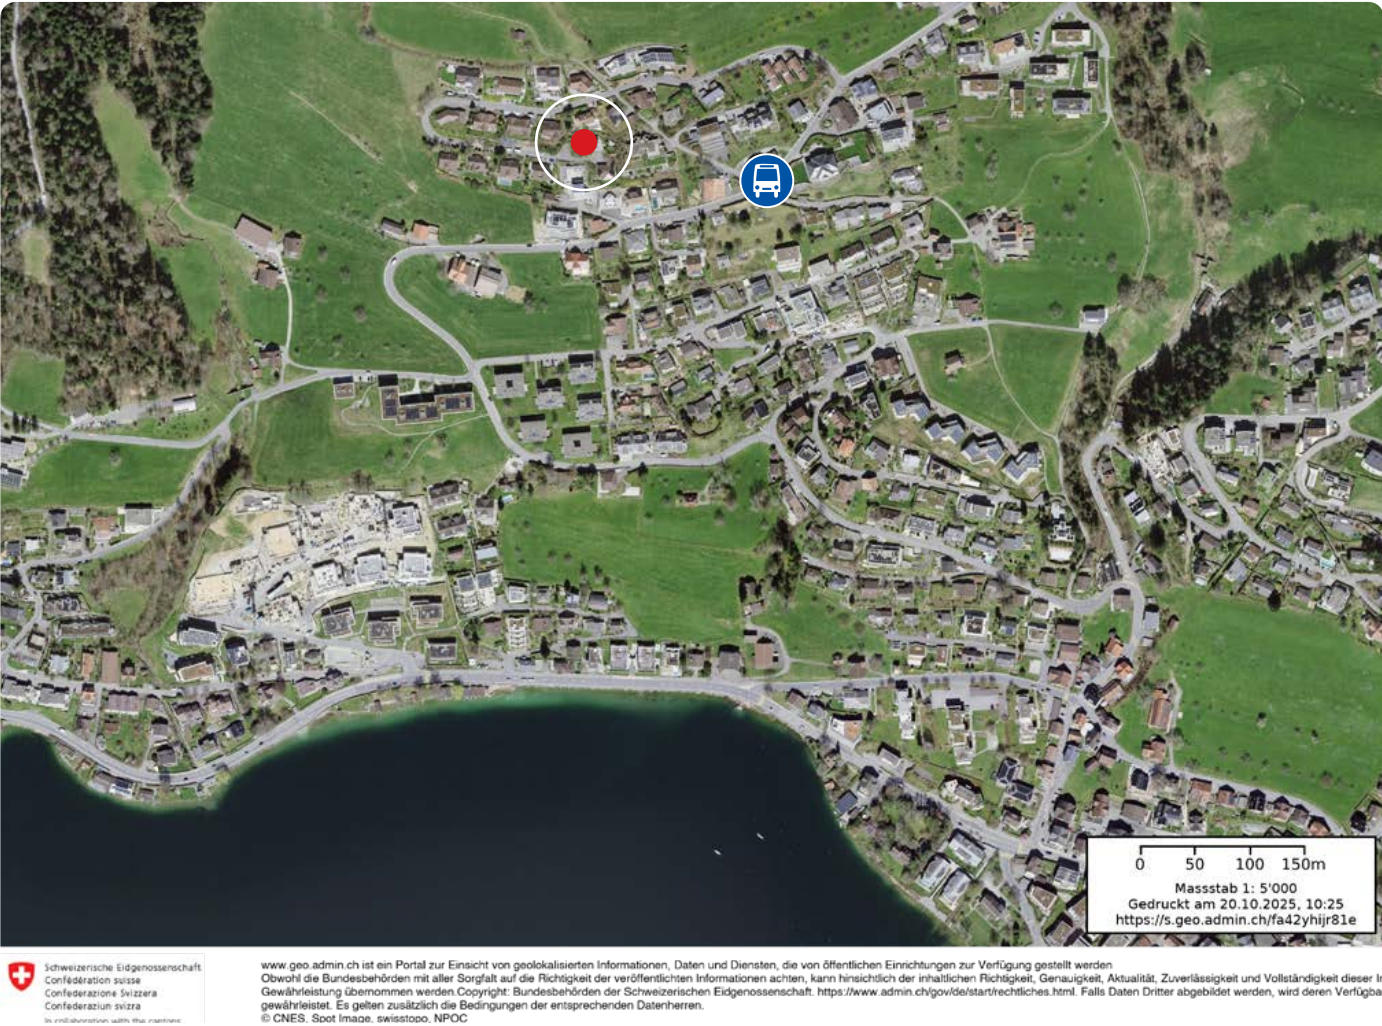 0 50 100 150m
Massstab 1: 5'000
Gedruckt am 20.10.2025, 10:25
https://s.geo.admin.ch/fa42yhijr81e
Schweizerische Eidgenossenschaft
Confédération suisse
Confederazione Svizzera
Confederaziun svizra
In collaboration with the cantons
www.geo.admin.ch ist ein Portal zur Einsicht von geolokalisierten Informationen, Daten und Diensten, die von öffentlichen Einrichtungen zur Verfügung gestellt werden
Obwohl die Bundesbehörden mit aller Sorgfalt auf die Richtigkeit der veröffentlichten Informationen achten, kann hinsichtlich der inhaltlichen Richtigkeit, Genauigkeit, Aktualität, Zuverlässigkeit und Vollständigkeit dieser
Gewährleistung übernommen werden.Copyright: Bundesbehörden der Schweizerischen Eidgenossenschaft. https://www.admin.ch/gov/de/start/rechtliches.html. Falls Daten Dritter abgebildet werden, wird deren
gewährleistet. Es gelten zusätzlich die Bedingungen der entsprechenden Datenherren.
© CNES, Spot Image, swisstopo, NPOC